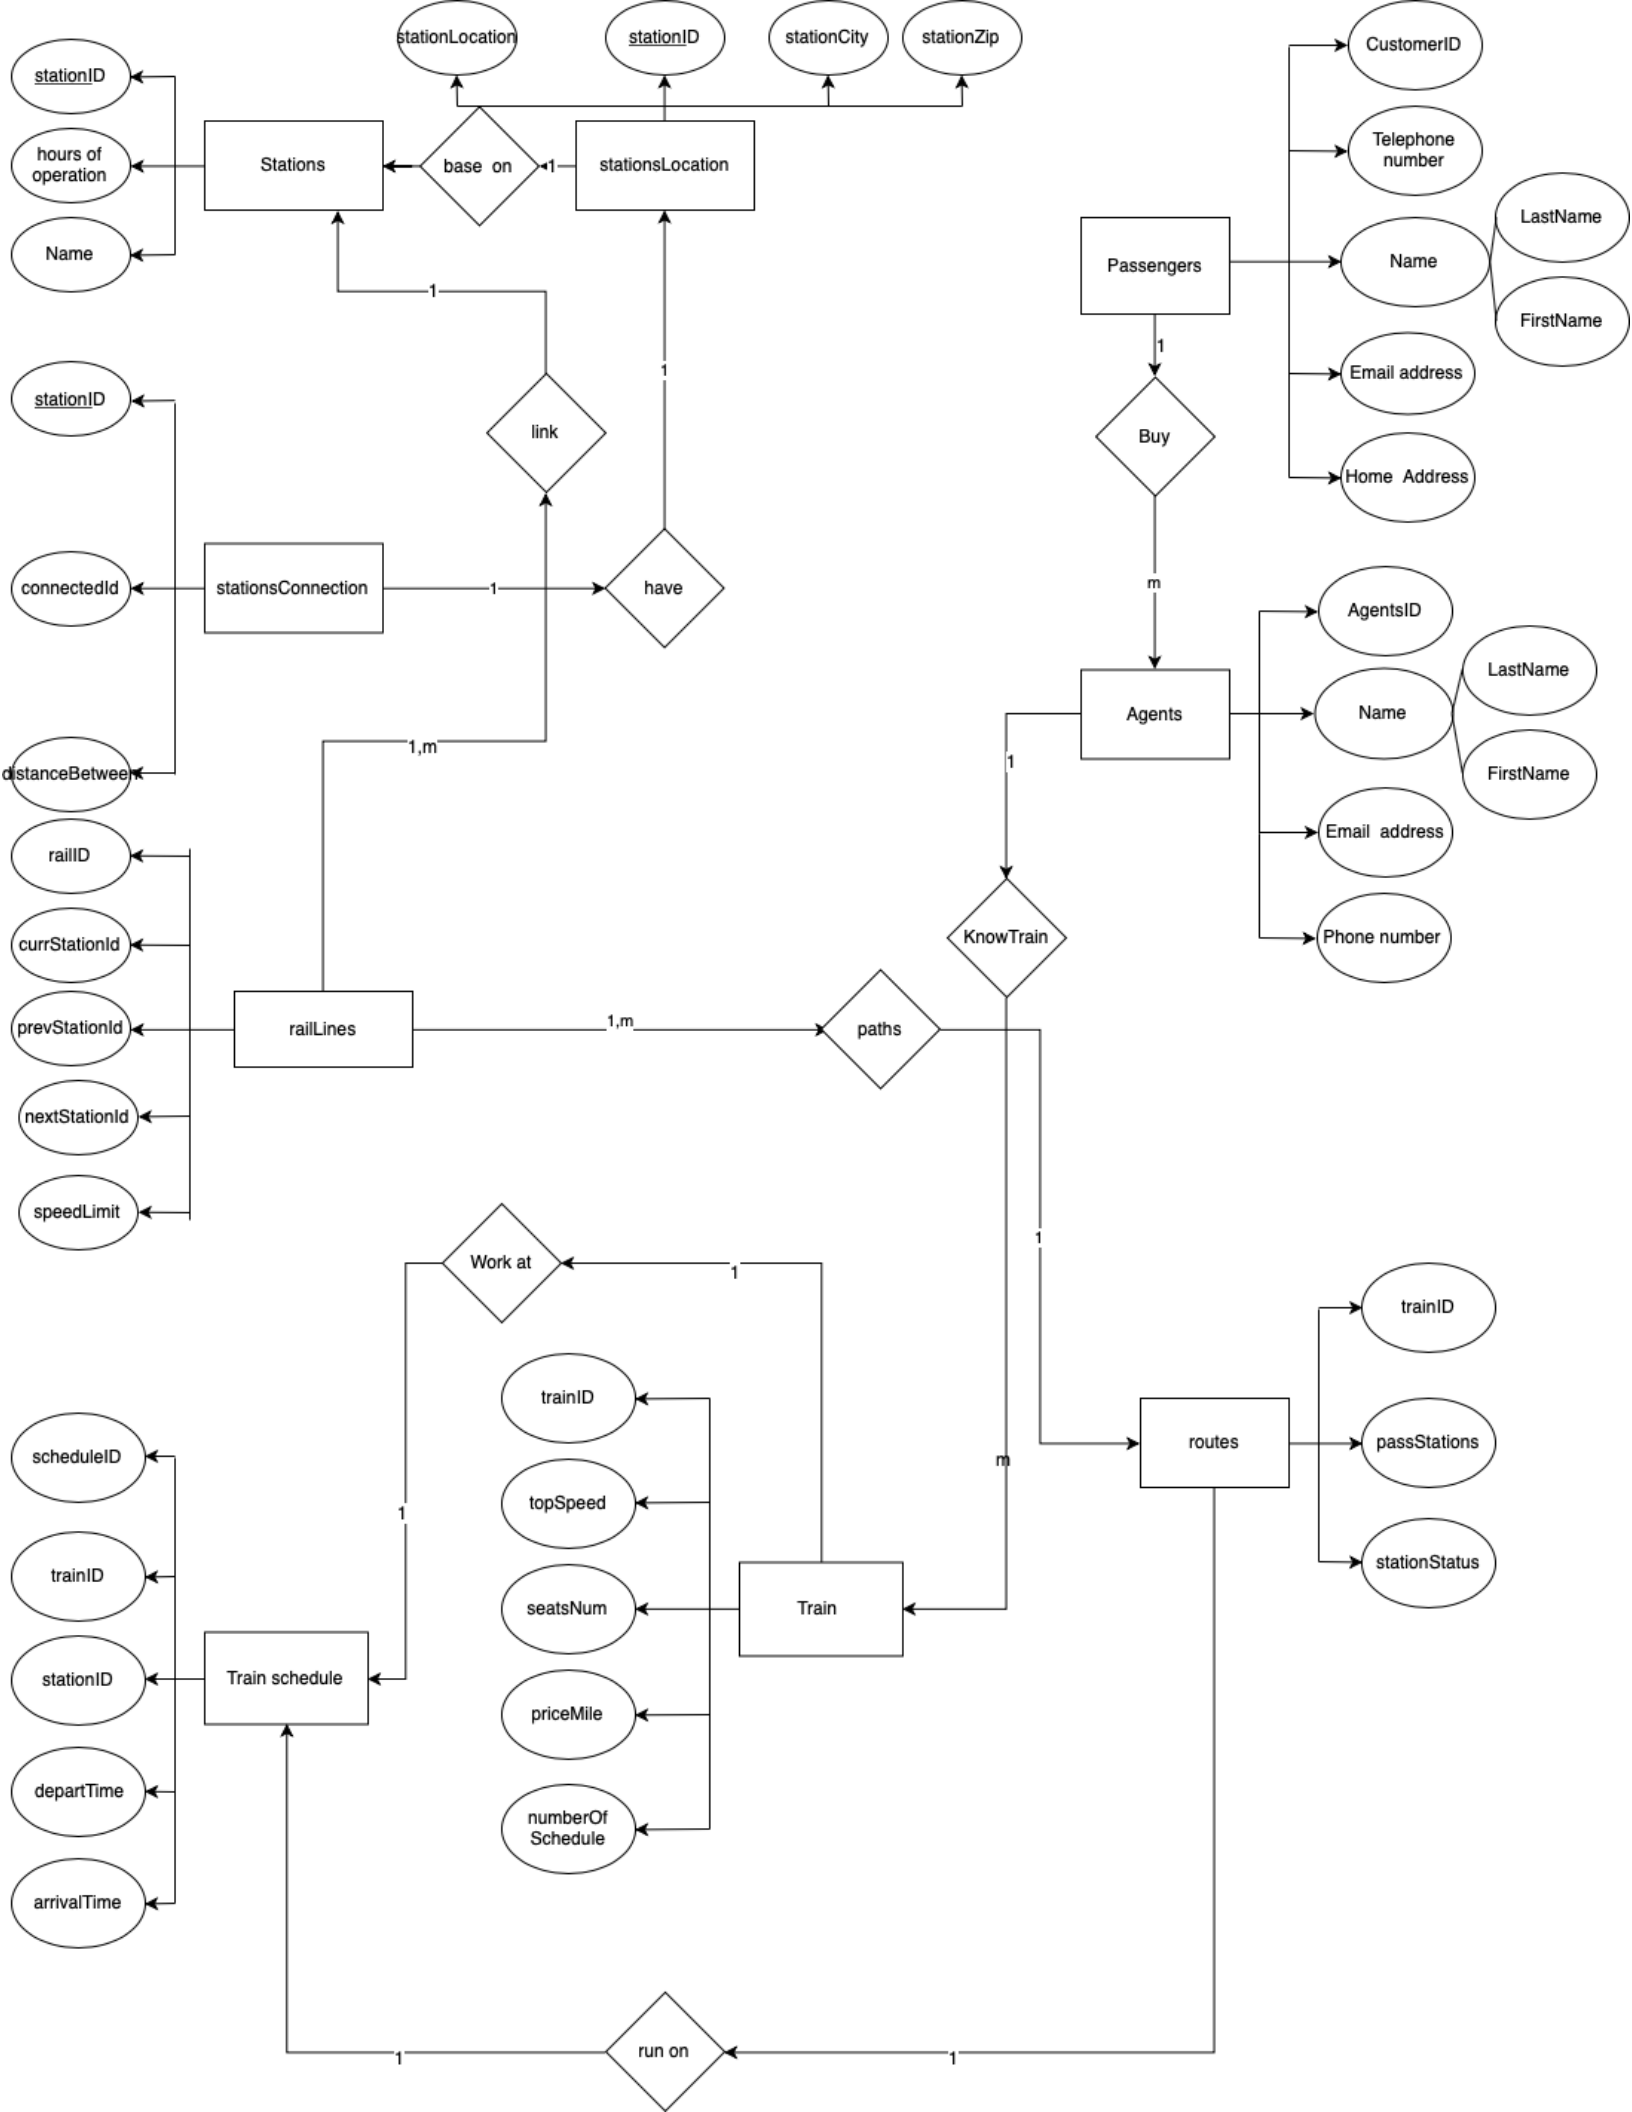 stationLocation
stationID
stationCity
stationZip
CustomerID
stationID
Telephone
number
hours of
operation
Stations
base  on
1
stationsLocation
LastName
Name
Passengers
Name
FirstName
1
1
Email address
1
stationID
link
Buy
Home  Address
connectedId
stationsConnection
1
have
m
AgentsID
LastName
Agents
Name
1,m
1
distanceBetween
FirstName
Email  address
railID
currStationId
KnowTrain
Phone number
prevStationId
railLines
1,m
paths
nextStationId
speedLimit
1
Work at
1
trainID
trainID
scheduleID
topSpeed
m
routes
passStations
1
trainID
seatsNum
Train
stationStatus
stationID
Train schedule
priceMile
departTime
numberOf
Schedule
arrivalTime
run on
1
1